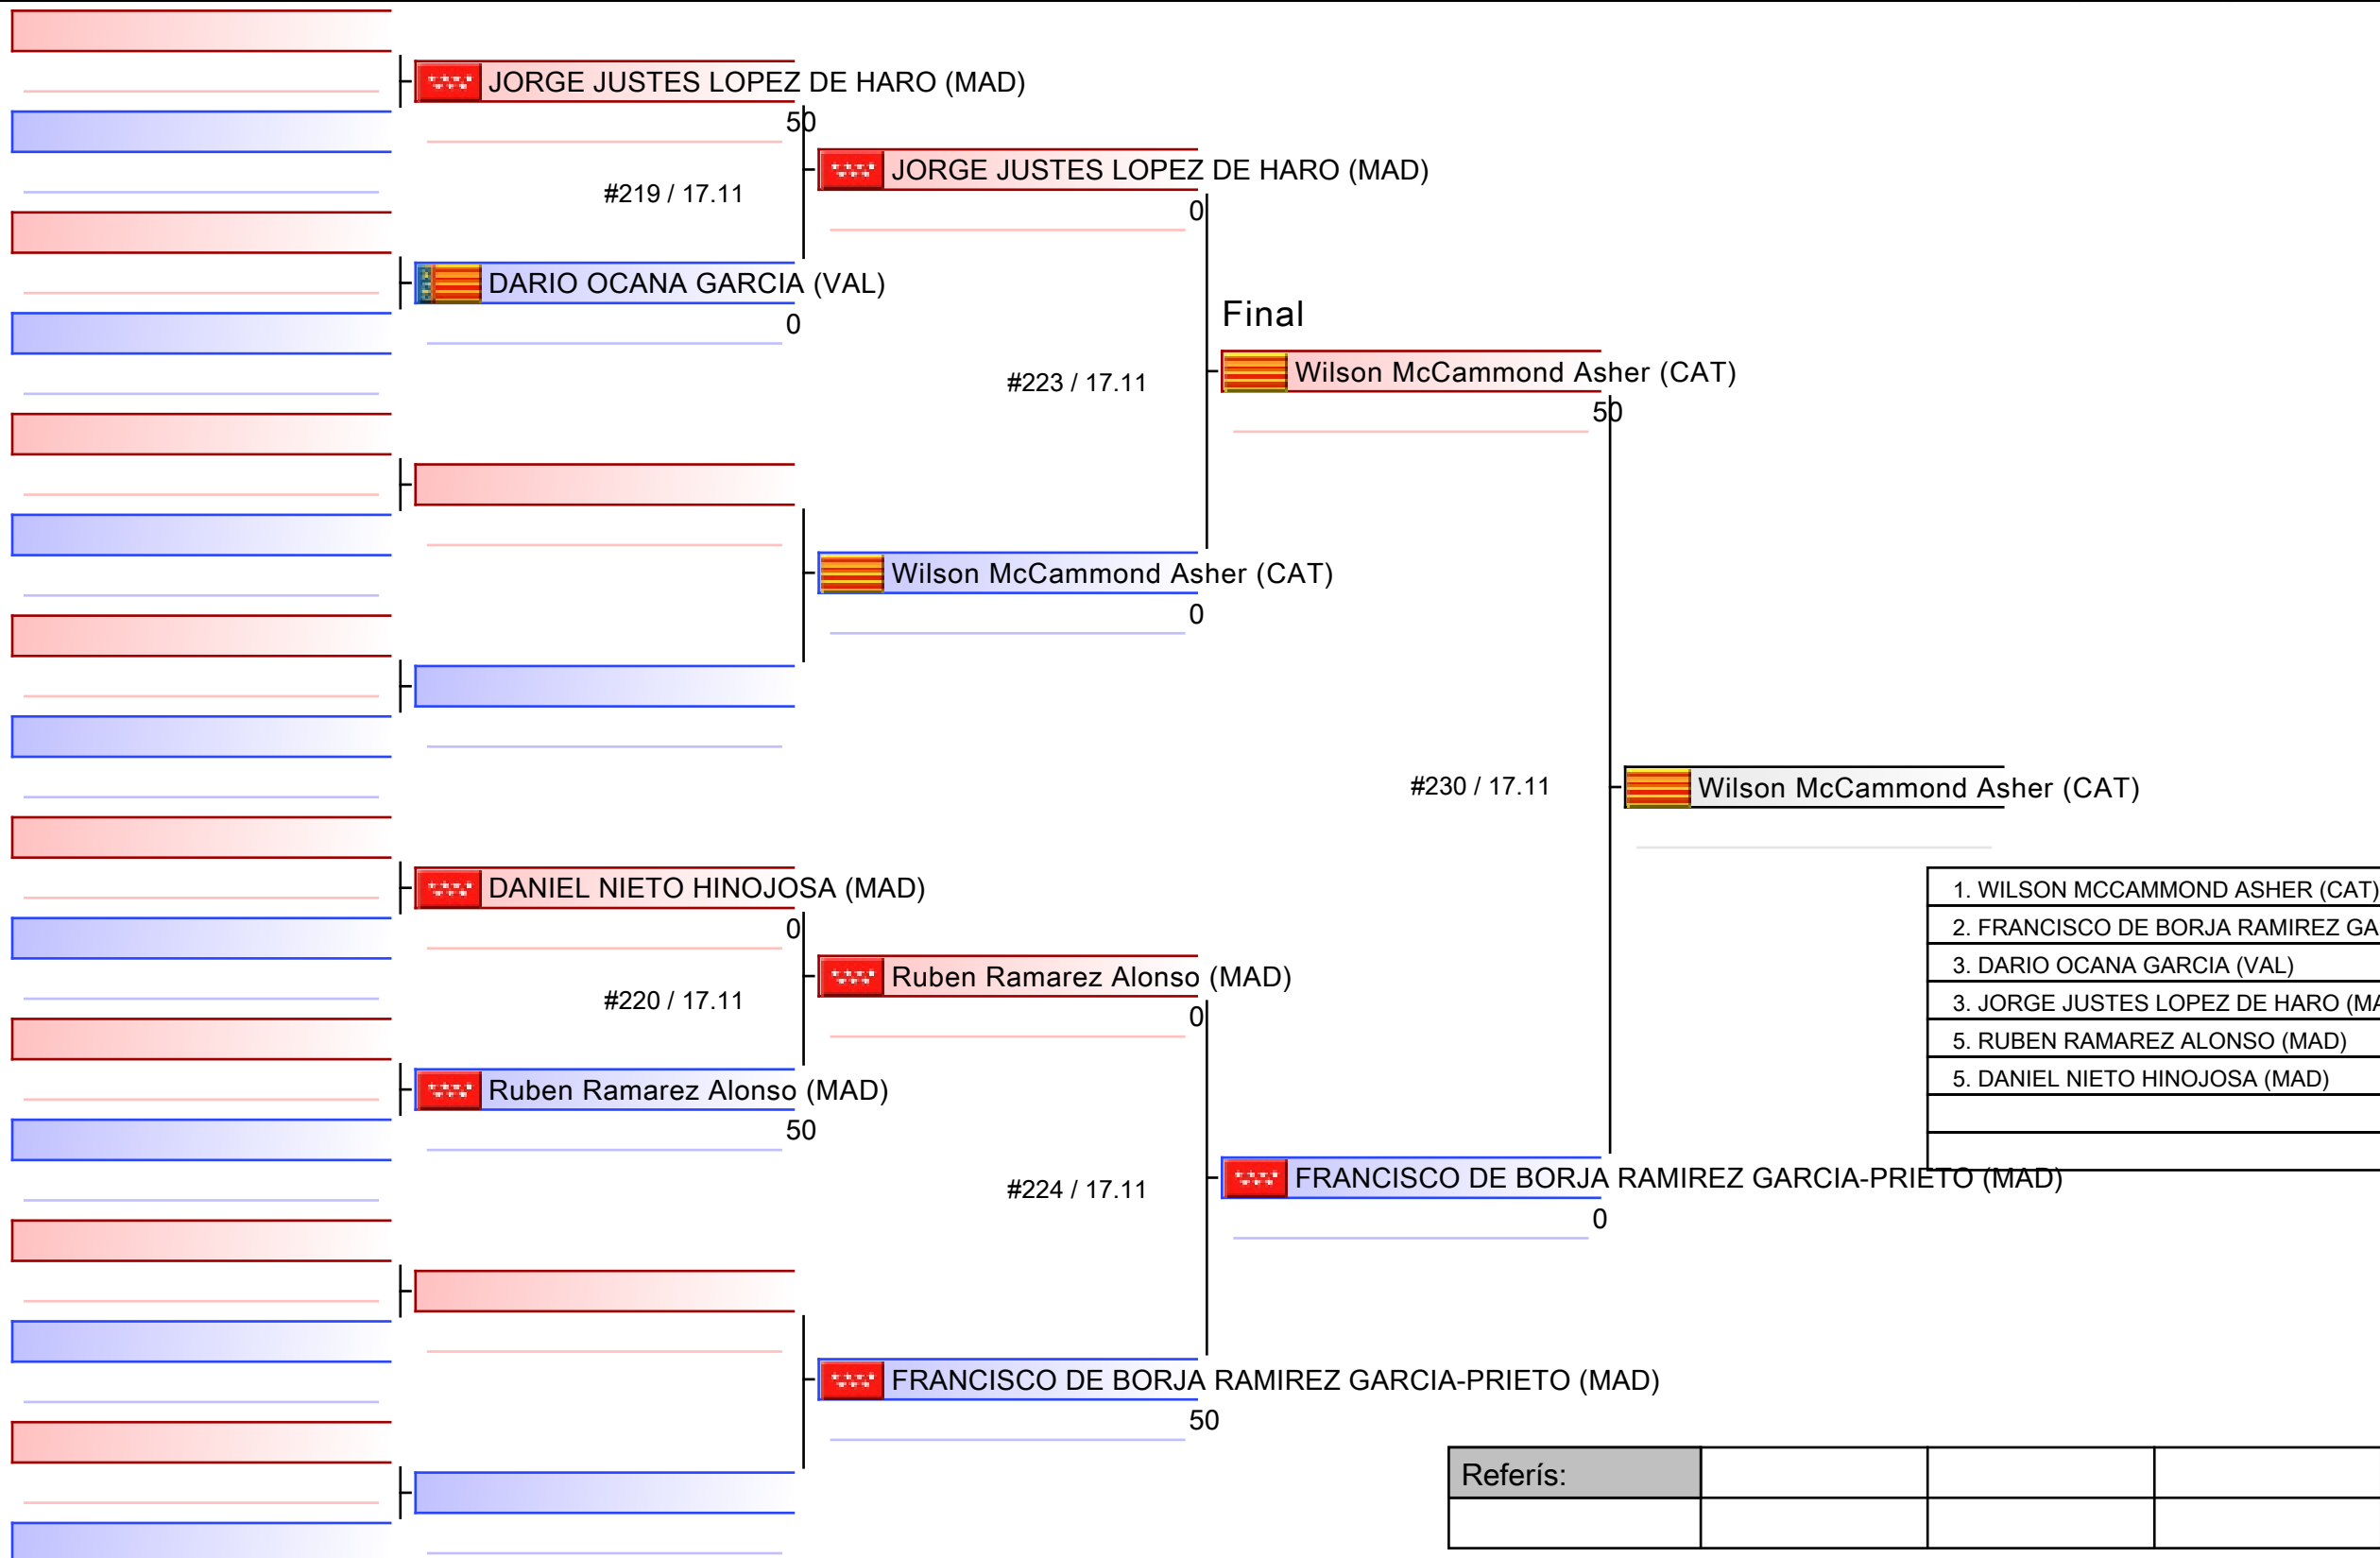 JORGE JUSTES LOPEZ DE HARO (MAD)
50
#219 / 17.11
DARIO OCANA GARCIA (VAL)
0
JORGE JUSTES LOPEZ DE HARO (MAD)
0
#223 / 17.11
Wilson McCammond Asher (CAT)
0
Final
Wilson McCammond Asher (CAT)
50
#230 / 17.11
Wilson McCammond Asher (CAT)
DANIEL NIETO HINOJOSA (MAD)
0
#220 / 17.11
Ruben Ramarez Alonso (MAD)
50
Ruben Ramarez Alonso (MAD)
0
#224 / 17.11
FRANCISCO DE BORJA RAMIREZ GARCIA-PRIETO (MAD)
50
FRANCISCO DE BORJA RAMIREZ GARCIA-PRIETO (MAD)
0
1. WILSON MCCAMMOND ASHER (CAT)
2. FRANCISCO DE BORJA RAMIREZ GA
3. DARIO OCANA GARCIA (VAL)
3. JORGE JUSTES LOPEZ DE HARO (MA
5. RUBEN RAMAREZ ALONSO (MAD)
5. DANIEL NIETO HINOJOSA (MAD)
Referís: